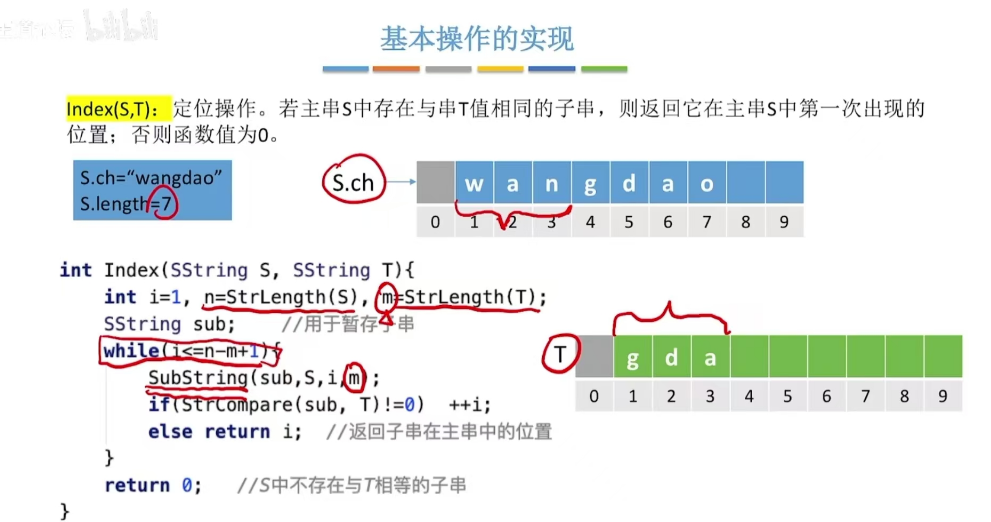 基本操作的实现
Index(S,T)：定位操作。若主串S中存在与串T值相同的子串，则返回它在主串S中第一次出现的
位置；否则函数值为0。
S.ch=“wangdao”
S.length=7
S.ch
w a n g d a o
0 1 2 3 4 5 6 7 8 9
int Index(SString S, SString T){
int i=1, n=StrLength(S), m=StrLength(T);
SString sub; //用于暂存子串
while(i<=n-m+1){
SubString(sub,S,i,m);
if(StrCompare(sub, T)!=0) ++i;
else return i; //返回子串在主串中的位置
}
return 0; //S中不存在与T相等的子串
}
T
g d a
0 1 2 3 4 5 6 7 8 9